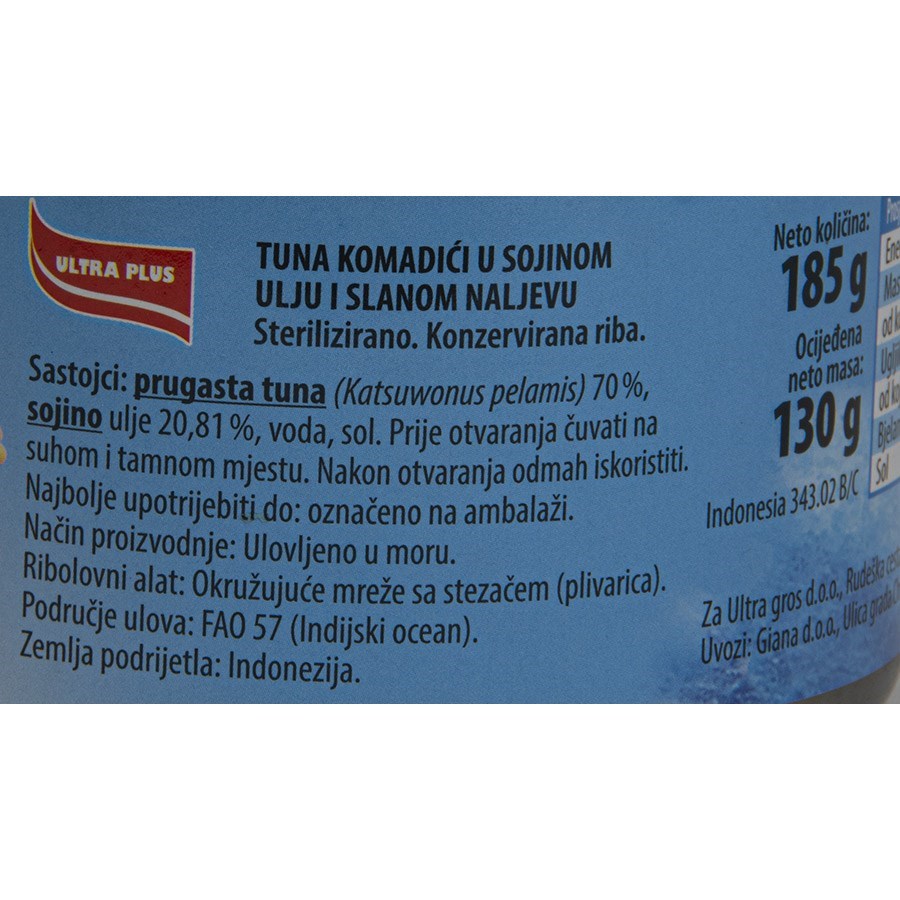 ULTRA PLUS
TUNA KOMADIĆI U SOJINOM
ULJU I SLANOM NALJEVU
Sterilizirano. Konzervirana riba.
Sastojci: prugasta tuna (Katsuwonus pelamis) 70%,
sojino ulje 20,81%, voda, sol. Prije otvaranja čuvati na
suhom i tamnom mjestu. Nakon otvaranja odmah iskoristiti.
Najbolje upotrijebiti do: označeno na ambalaži.
Način proizvodnje: Ulovljeno u moru.
Ribolovni alat: Okružujuće mreže sa stezačem (plivarica).
Područje ulova: FAO 57 (Indijski ocean).
Zemlja podrijetla: Indonezija.
Neto količina:
185 g
Ocijeđena
neto masa:
130 g
Indonesia 343.02 B/C
Za Ultra gros d.o.o., Rudeška
Uvozi: Giana d.o.o., Ulica grada
od
od
Sol